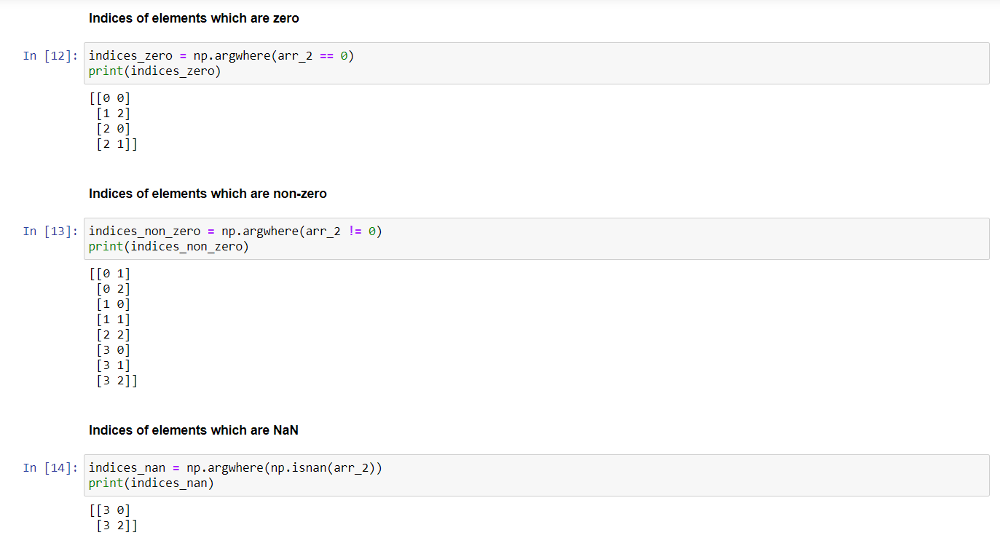 Indices of elements which are zero
In [12]: indices_zero = np.argwhere(arr_2 == 0)
print(indices_zero)
[[0 0]
[1 2]
[2 0]
[2 1]]
Indices of elements which are non-zero
In [13]: indices_non_zero = np.argwhere(arr_2 != 0)
print(indices_non_zero)
[[0 1]
[0 2]
[1 0]
[1 1]
[2 2]
[3 0]
[3 1]
[3 2]]
Indices of elements which are NaN
In [14]: indices_nan = np.argwhere(np.isnan(arr_2))
print(indices_nan)
[[3 0]
[3 2]]